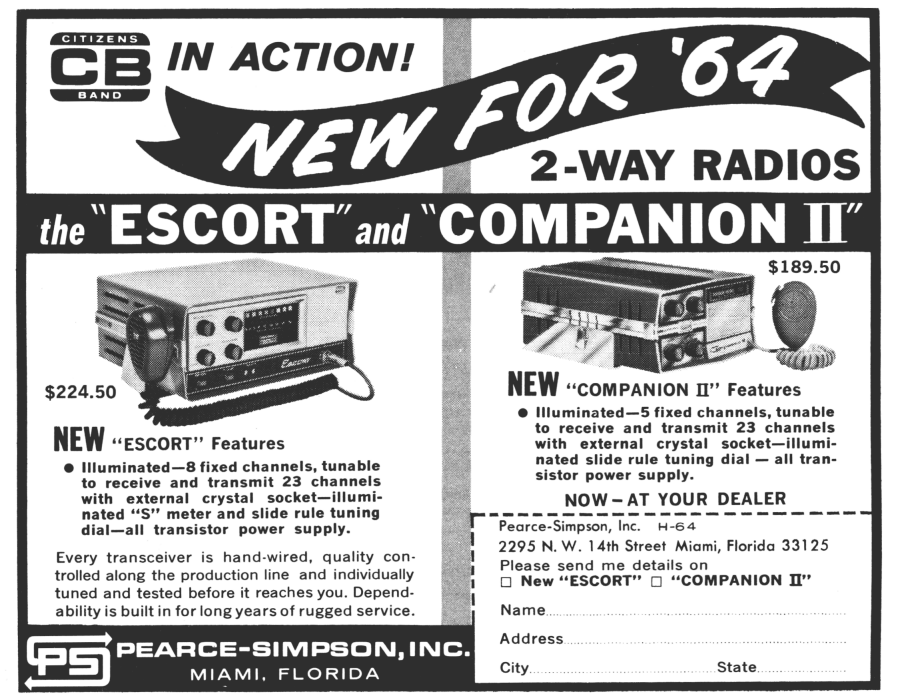 CITIZENS
CB
BAND
IN ACTION!
NEW FOR '64
2-WAY RADIOS
the "ESCORT" and "COMPANION II"
$224.50
NEW "ESCORT" Features
● Illuminated—8 fixed channels, tunable
to receive and transmit 23 channels
with external crystal socket—illumi-
nated "S" meter and slide rule tuning
dial—all transistor power supply.
Every transceiver is hand-wired, quality con-
trolled along the production line and individually
tuned and tested before it reaches you. Depend-
ability is built in for long years of rugged service.
$189.50
NEW "COMPANION II" Features
● Illuminated—5 fixed channels, tunable
to receive and transmit 23 channels
with external crystal socket—illumi-
nated slide rule tuning dial — all tran-
sistor power supply.
NOW – AT YOUR DEALER
Pearce-Simpson, Inc. H-64
2295 N. W. 14th Street Miami, Florida 33125
Please send me details on
□ New "ESCORT" □ "COMPANION II"
Name
Address
City State
PS PEARCE-SIMPSON, INC.
MIAMI, FLORIDA
Escort